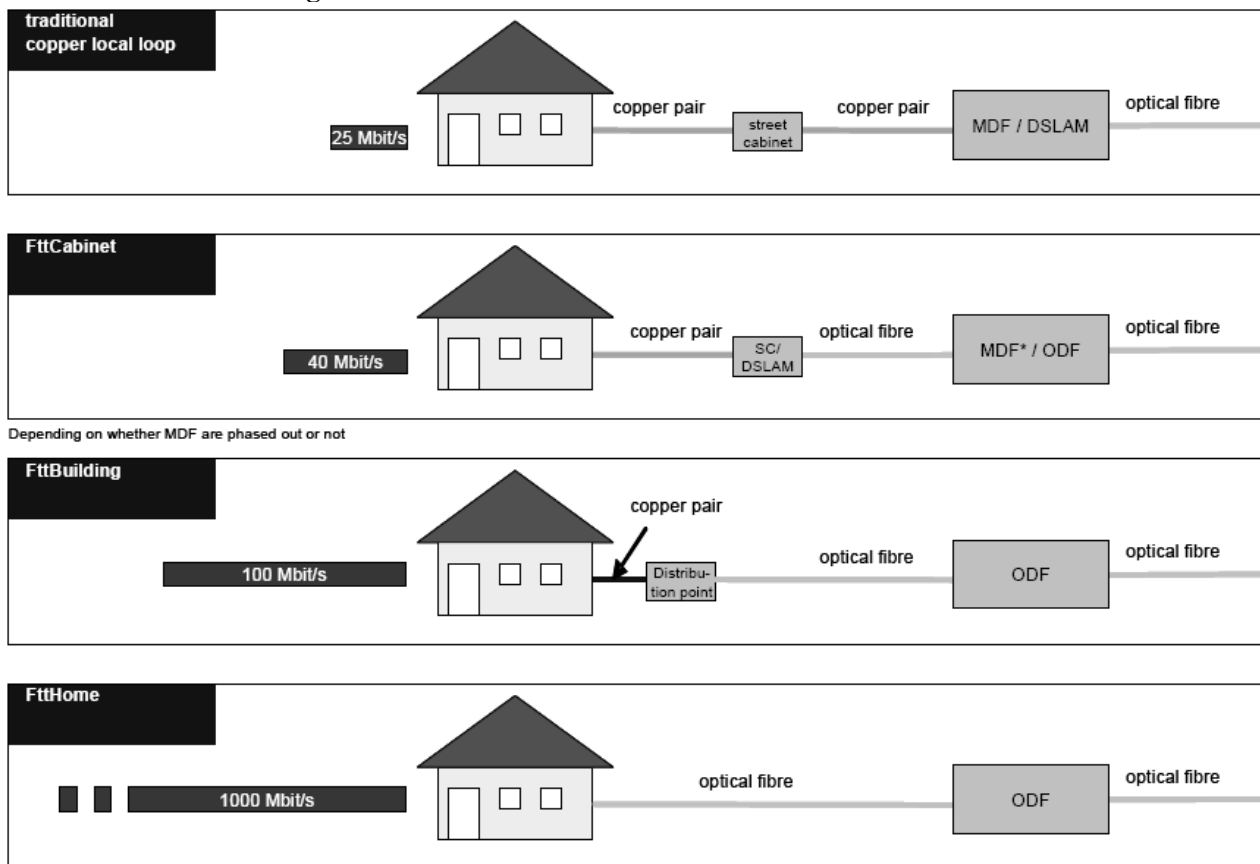 traditional
copper local loop
25 Mbit/s
copper pair
street
cabinet
copper pair
MDF / DSLAM
optical fibre
FttCabinet
40 Mbit/s
copper pair
SC/
DSLAM
optical fibre
MDF* / ODF
optical fibre
Depending on whether MDF are phased out or not
FttBuilding
100 Mbit/s
copper pair
Distribu-
tion point
optical fibre
ODF
optical fibre
FttHome
1000 Mbit/s
optical fibre
ODF
optical fibre